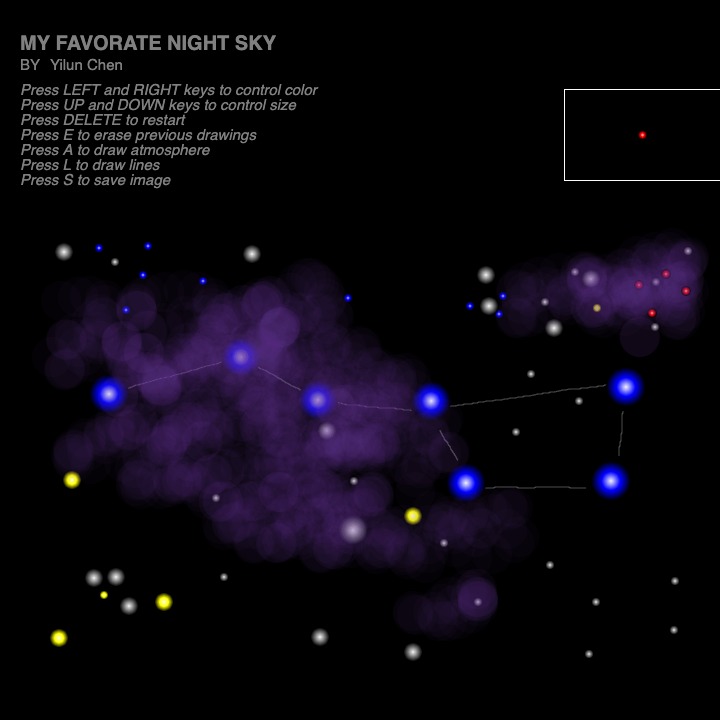 MY FAVORATE NIGHT SKY
BY  Yilun Chen
Press LEFT and RIGHT keys to control color
Press UP and DOWN keys to control size
Press DELETE to restart
Press E to erase previous drawings
Press A to draw atmosphere
Press L to draw lines
Press S to save image